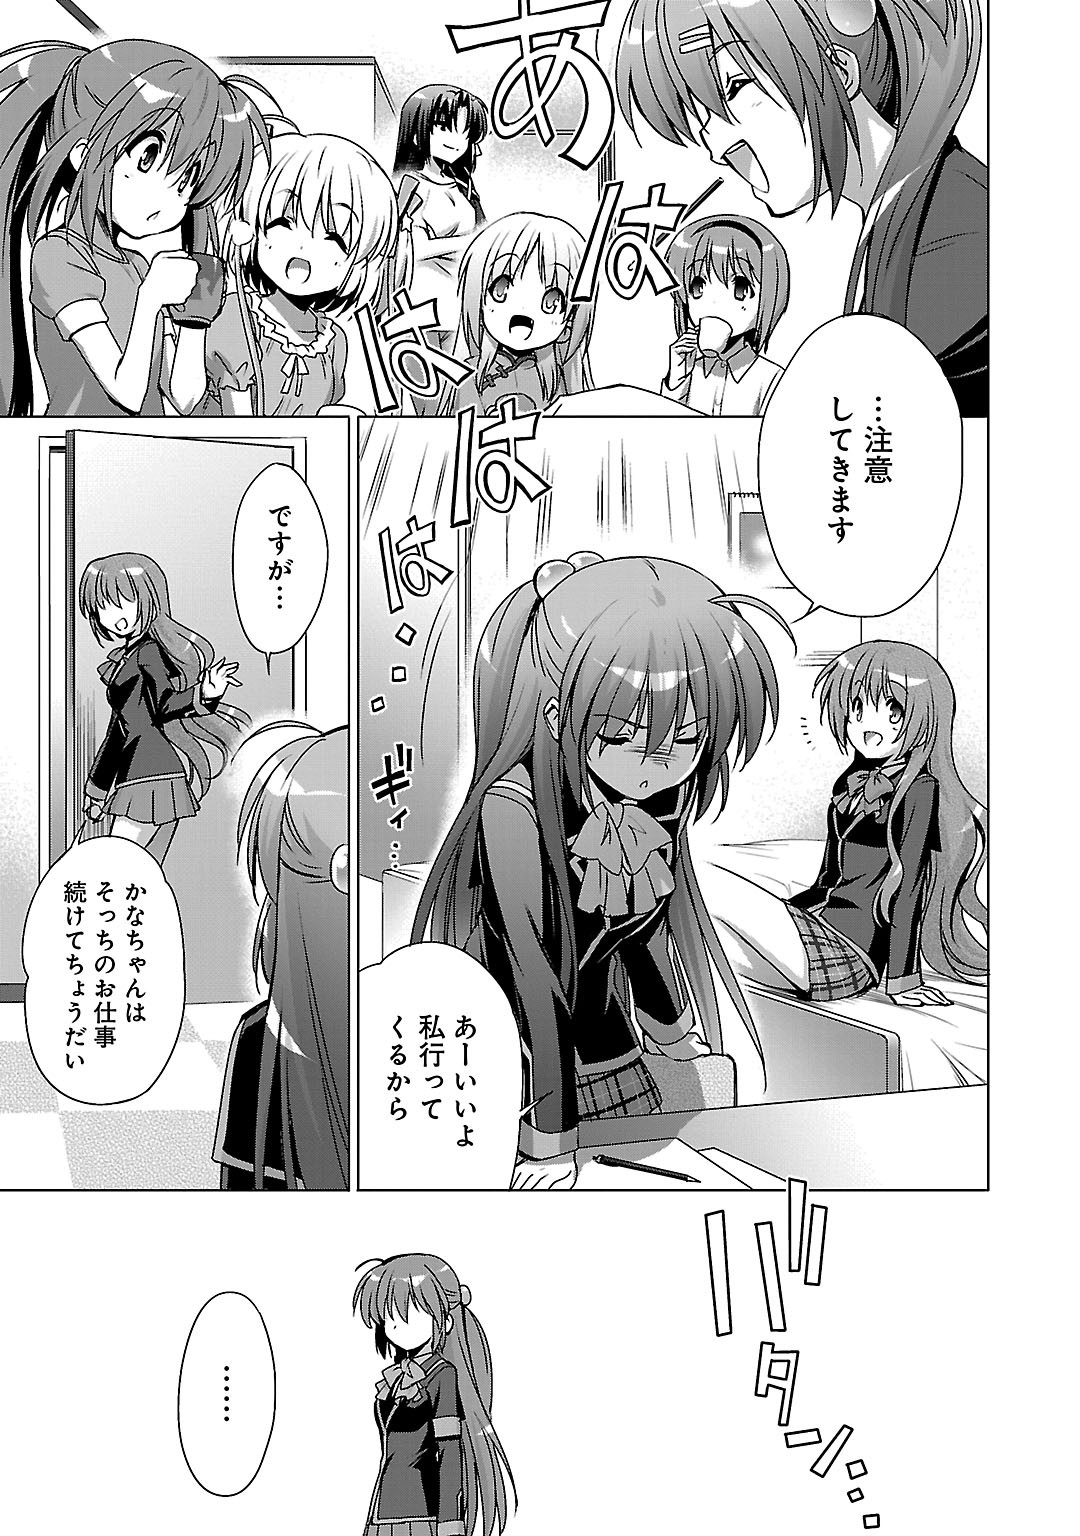 あははははは…。
…注意
してきます
ギィ…
あーいいよ
私行って
くるから
ですが…
かなちゃんは
そっちのお仕事
続けてちょうだい
バタン…
……